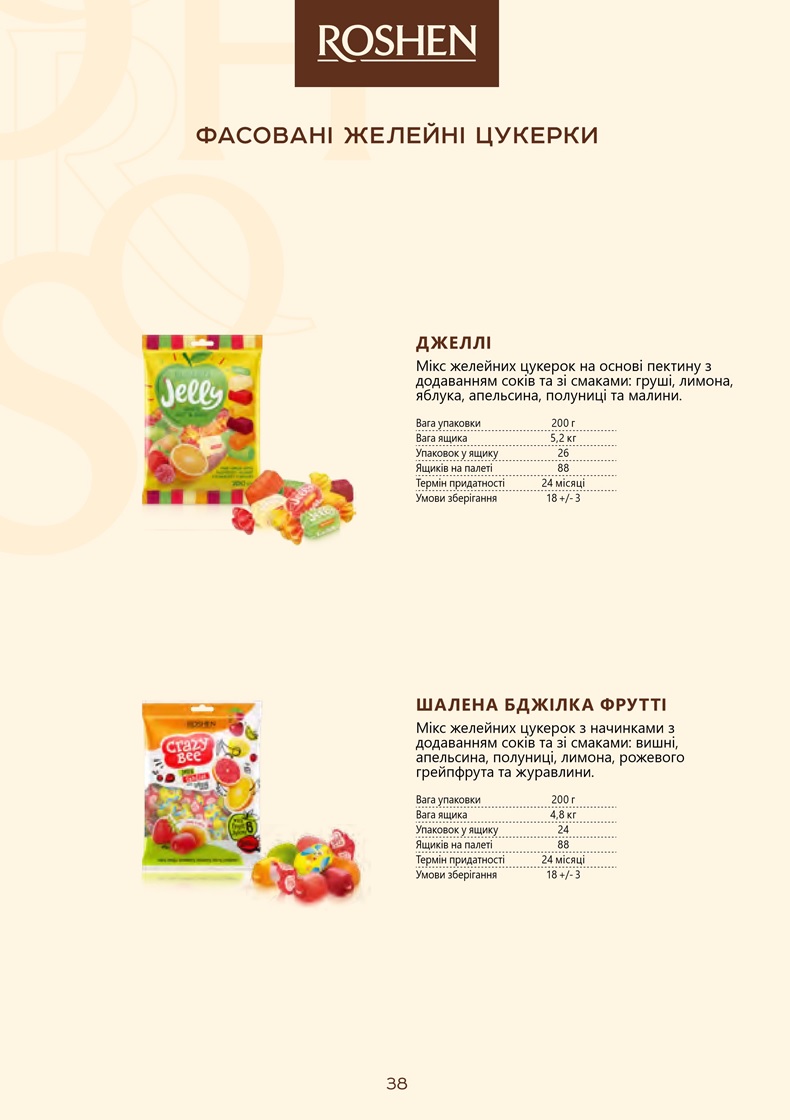 ROSHEN
ФАСОВАНІ ЖЕЛЕЙНІ ЦУКЕРКИ
ДЖЕЛЛІ
Мікс желейних цукерок на основі пектину з
додаванням соків та зі смаками: груші, лимона,
яблука, апельсина, полуниці та малини.
Вага упаковки 200 г
Вага ящика 5,2 кг
Упаковок у ящику 26
Ящиків на палеті 88
Термін придатності 24 місяці
Умови зберігання 18 +/- 3
Jelly
ШАЛЕНА БДЖІЛКА ФРУТТІ
Мікс желейних цукерок з начинками з
додаванням соків та зі смаками: вишні,
апельсина, полуниці, лимона, рожевого
грейпфрута та журавлини.
Вага упаковки 200 г
Вага ящика 4,8 кг
Упаковок у ящику 24
Ящиків на палеті 88
Термін придатності 24 місяці
Умови зберігання 18 +/- 3
ROSHEN
Crazy
Bee
38